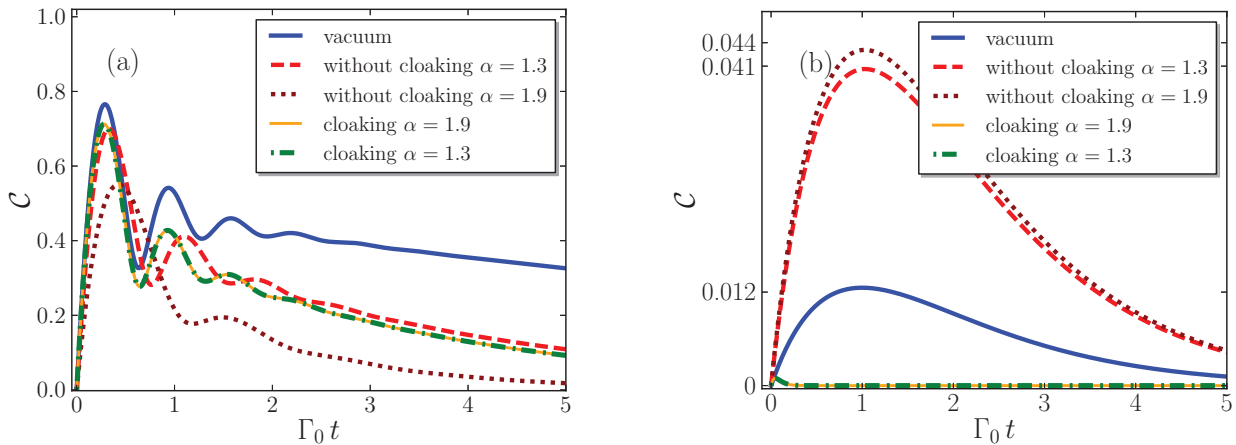 (a)
vacuum
without cloaking α = 1.3
without cloaking α = 1.9
cloaking α = 1.9
cloaking α = 1.3
1.0
0.8
0.6
0.4
0.2
0.0
0
1
2
3
4
5
C
Γ₀ t
(b)
vacuum
without cloaking α = 1.3
without cloaking α = 1.9
cloaking α = 1.9
cloaking α = 1.3
0.044
0.041
0.012
0
0
1
2
3
4
5
C
Γ₀ t